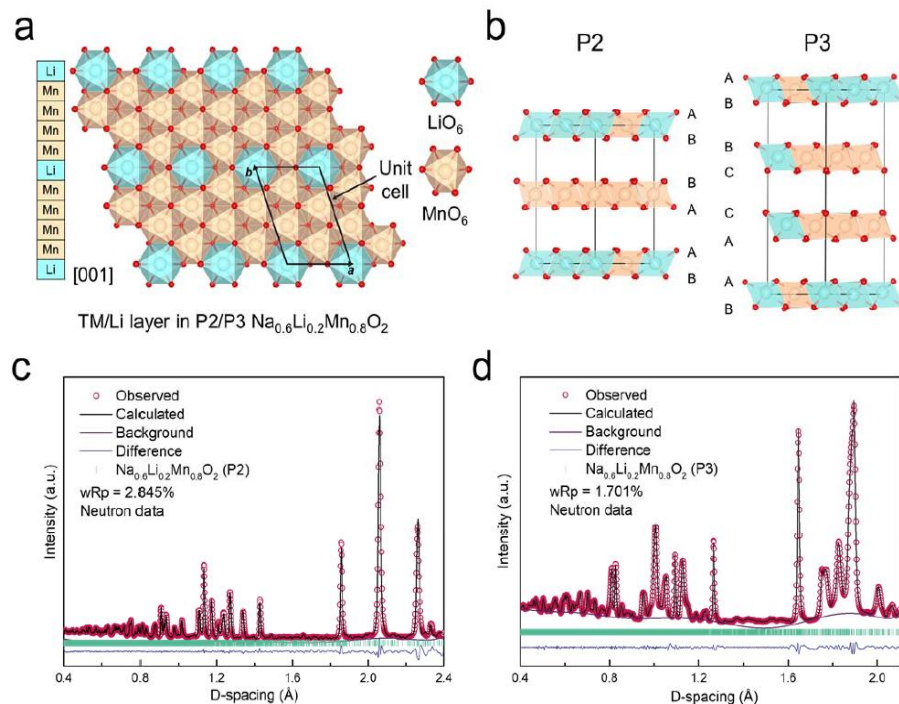 a
Li
Mn
Mn
Mn
Mn
Li
Mn
Mn
Mn
Mn
Li
[001]
b
a
Unit
cell
LiO₆
MnO₆
TM/Li layer in P2/P3 Na₀.₆Li₀.₂Mn₀.₈O₂
b
P2
A
B
B
A
A
B
P3
A
B
B
C
C
A
A
B
c
Observed
Calculated
Background
Difference
Na₀.₆Li₀.₂Mn₀.₈O₂ (P2)
wRp = 2.845%
Neutron data
Intensity (a.u.)
0.4 0.8 1.2 1.6 2.0 2.4
D-spacing (Å)
d
Observed
Calculated
Background
Difference
Na₀.₆Li₀.₂Mn₀.₈O₂ (P3)
wRp = 1.701%
Neutron data
Intensity (a.u.)
0.4 0.8 1.2 1.6 2.0
D-spacing (Å)